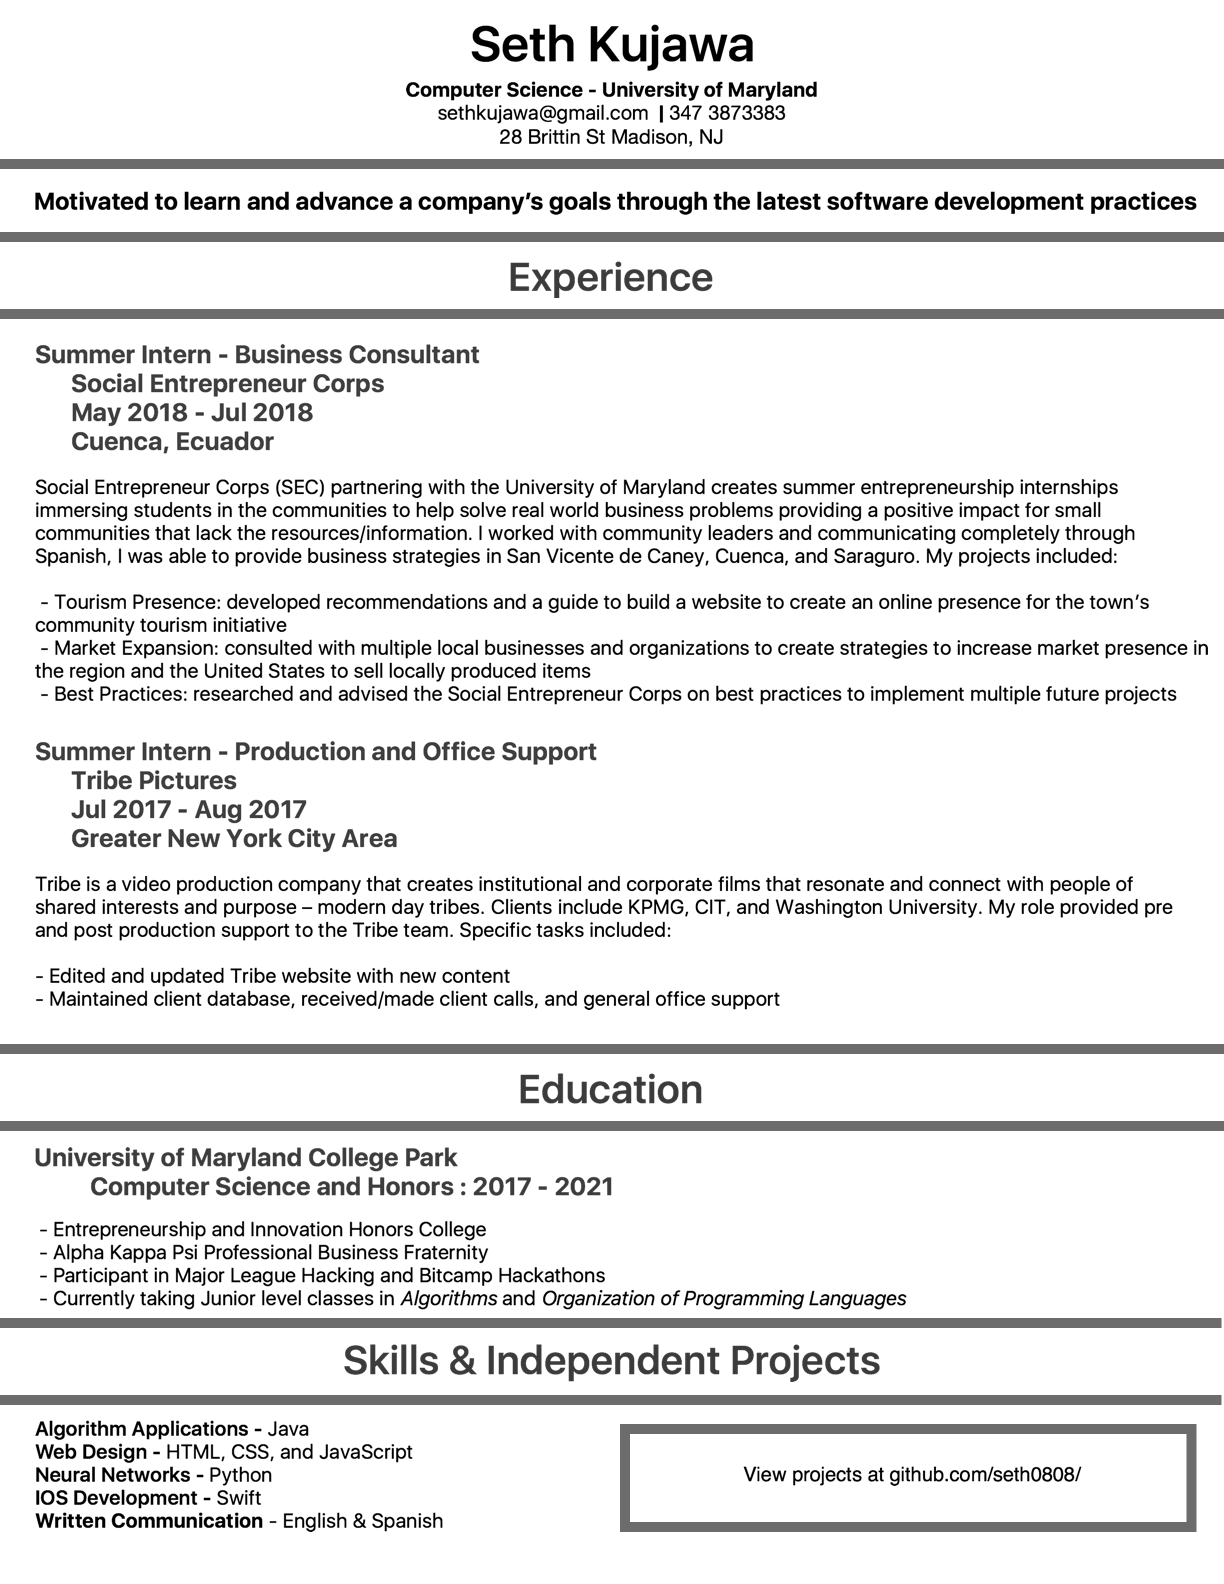 Seth Kujawa
Computer Science - University of Maryland
sethkujawa@gmail.com | 347 3873383
28 Brittin St Madison, NJ
Motivated to learn and advance a company’s goals through the latest software development practices
Experience
Summer Intern - Business Consultant
Social Entrepreneur Corps
May 2018 - Jul 2018
Cuenca, Ecuador
Social Entrepreneur Corps (SEC) partnering with the University of Maryland creates summer entrepreneurship internships
immersing students in the communities to help solve real world business problems providing a positive impact for small
communities that lack the resources/information. I worked with community leaders and communicating completely through
Spanish, I was able to provide business strategies in San Vicente de Caney, Cuenca, and Saraguro. My projects included:
- Tourism Presence: developed recommendations and a guide to build a website to create an online presence for the town’s
community tourism initiative
- Market Expansion: consulted with multiple local businesses and organizations to create strategies to increase market presence in
the region and the United States to sell locally produced items
- Best Practices: researched and advised the Social Entrepreneur Corps on best practices to implement multiple future projects
Summer Intern - Production and Office Support
Tribe Pictures
Jul 2017 - Aug 2017
Greater New York City Area
Tribe is a video production company that creates institutional and corporate films that resonate and connect with people of
shared interests and purpose – modern day tribes. Clients include KPMG, CIT, and Washington University. My role provided pre
and post production support to the Tribe team. Specific tasks included:
- Edited and updated Tribe website with new content
- Maintained client database, received/made client calls, and general office support
Education
University of Maryland College Park
Computer Science and Honors : 2017 - 2021
- Entrepreneurship and Innovation Honors College
- Alpha Kappa Psi Professional Business Fraternity
- Participant in Major League Hacking and Bitcamp Hackathons
- Currently taking Junior level classes in Algorithms and Organization of Programming Languages
Skills & Independent Projects
Algorithm Applications - Java
Web Design - HTML, CSS, and JavaScript
Neural Networks - Python
IOS Development - Swift
Written Communication - English & Spanish
View projects at github.com/seth0808/